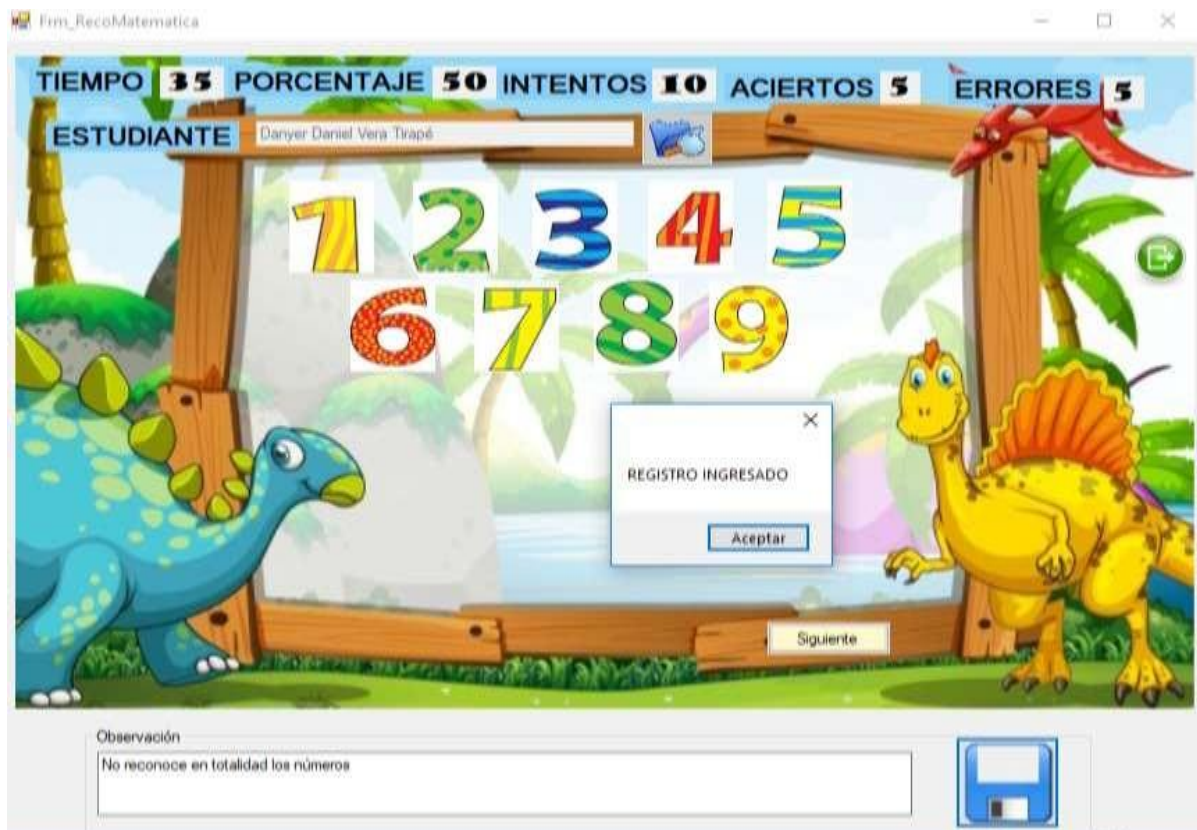 Frm_RecoMatematica
TIEMPO 35 PORCENTAJE 50 INTENTOS 10 ACIERTOS 5 ERRORES 5
ESTUDIANTE Danyer Daniel Vera Tirapé
1 2 3 4 5
6 7 8 9
REGISTRO INGRESADO
Aceptar
Siguiente
Observación
No reconoce en totalidad los números